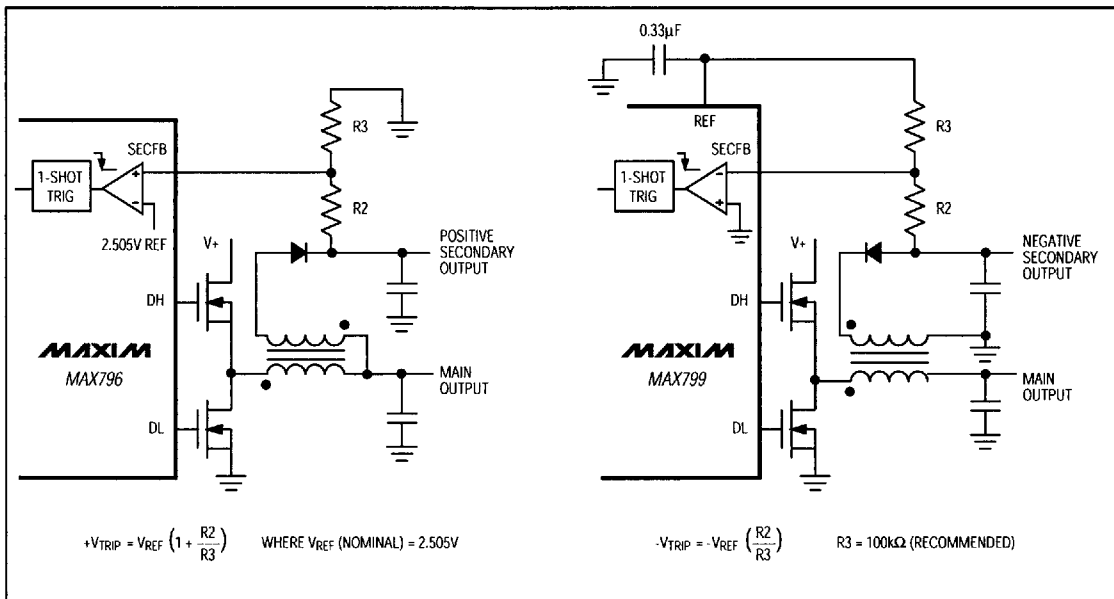 R3
SECFB
1-SHOT
TRIG
+
−
R2
2.505V REF
V+
POSITIVE
SECONDARY
OUTPUT
DH
MAXIM
MAX796
MAIN
OUTPUT
DL
+VTRIP = VREF (1 + R2/R3) WHERE VREF (NOMINAL) = 2.505V
0.33µF
REF
R3
SECFB
1-SHOT
TRIG
−
+
R2
V+
NEGATIVE
SECONDARY
OUTPUT
DH
MAXIM
MAX799
MAIN
OUTPUT
DL
-VTRIP = -VREF (R2/R3) R3 = 100kΩ (RECOMMENDED)